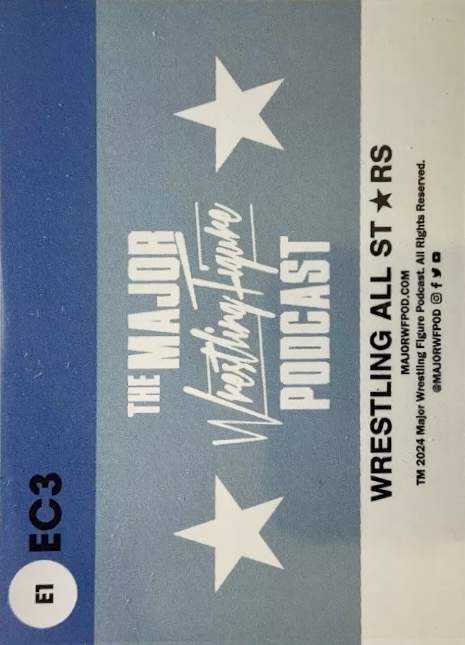 E1 EC3
THE MAJOR
Wrestling Figure
PODCAST
WRESTLING ALL ST★RS
MAJORWFPOD.COM
TM 2024 Major Wrestling Figure Podcast. All Rights Reserved.
@MAJORWFPOD